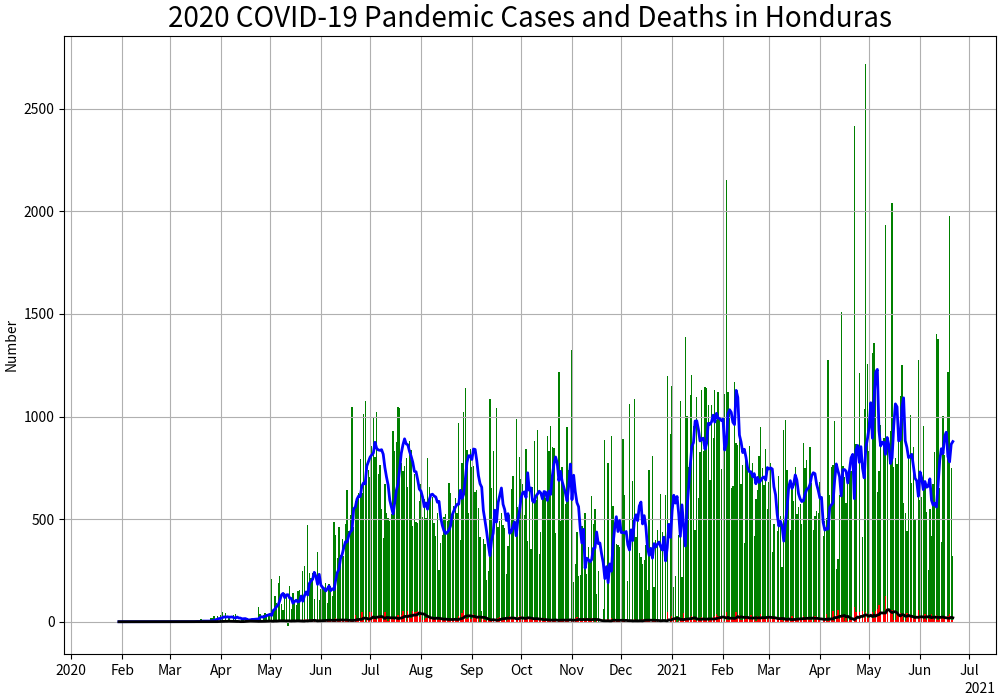 2020 COVID-19 Pandemic Cases and Deaths in Honduras
Number
2500
2000
1500
1000
500
0
2020 Feb Mar Apr May Jun Jul Aug Sep Oct Nov Dec 2021 Feb Mar Apr May Jun Jul
2021